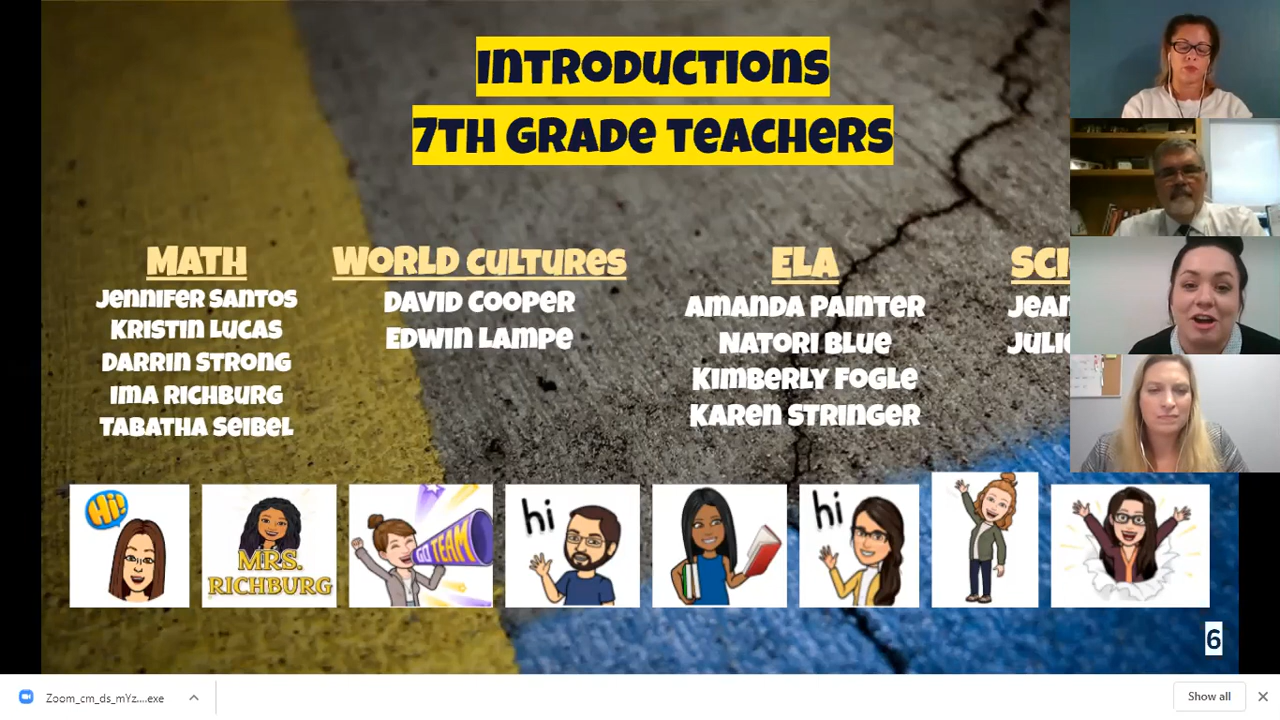 INTRODUCTIONS
7TH GRADE TEACHERS
MATH
JENNIFER SANTOS
KRISTIN LUCAS
DARRIN STRONG
IMA RICHBURG
TABATHA SEIBEL
WORLD CULTURES
DAVID COOPER
EDWIN LAMPE
ELA
AMANDA PAINTER
NATORI BLUE
KIMBERLY FOGLE
KAREN STRINGER
Hi!
MRS.
RICHBURG
GO TEAM
hi
hi
6
Zoom_cm_ds_mYz....exe
Show all